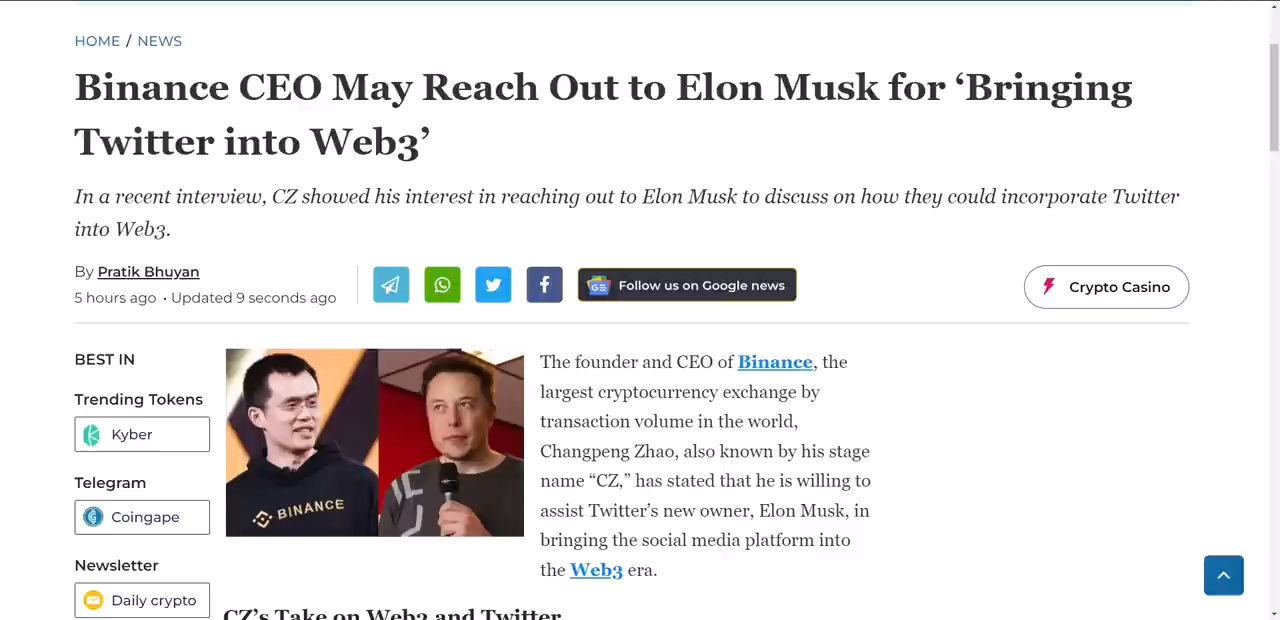 HOME / NEWS
Binance CEO May Reach Out to Elon Musk for ‘Bringing
Twitter into Web3’
In a recent interview, CZ showed his interest in reaching out to Elon Musk to discuss on how they could incorporate Twitter
into Web3.
By Pratik Bhuyan
5 hours ago • Updated 9 seconds ago
Follow us on Google news
Crypto Casino
BEST IN
Trending Tokens
Kyber
Telegram
Coingape
Newsletter
Daily crypto
BINANCE
The founder and CEO of Binance, the
largest cryptocurrency exchange by
transaction volume in the world,
Changpeng Zhao, also known by his stage
name “CZ,” has stated that he is willing to
assist Twitter’s new owner, Elon Musk, in
bringing the social media platform into
the Web3 era.
CZ’s Take on Web3 and Twitter